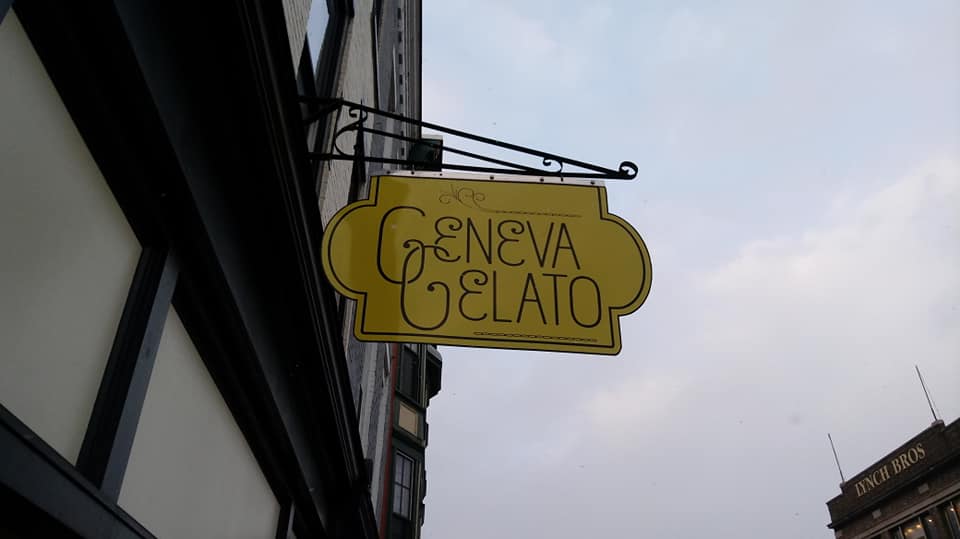 GENEVA
GELATO
LYNCH BROS